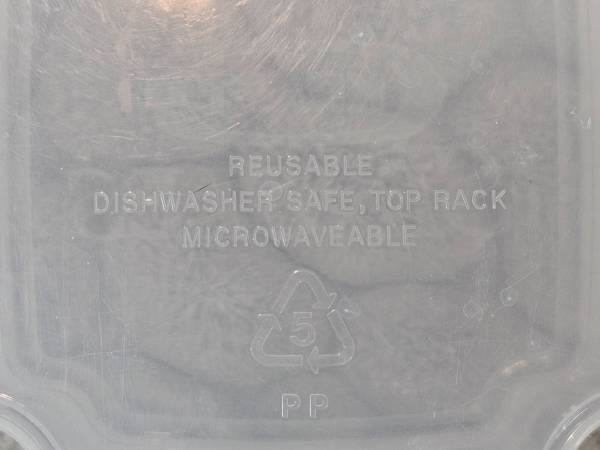 REUSABLE
DISHWASHER SAFE, TOP RACK
MICROWAVEABLE
5
PP